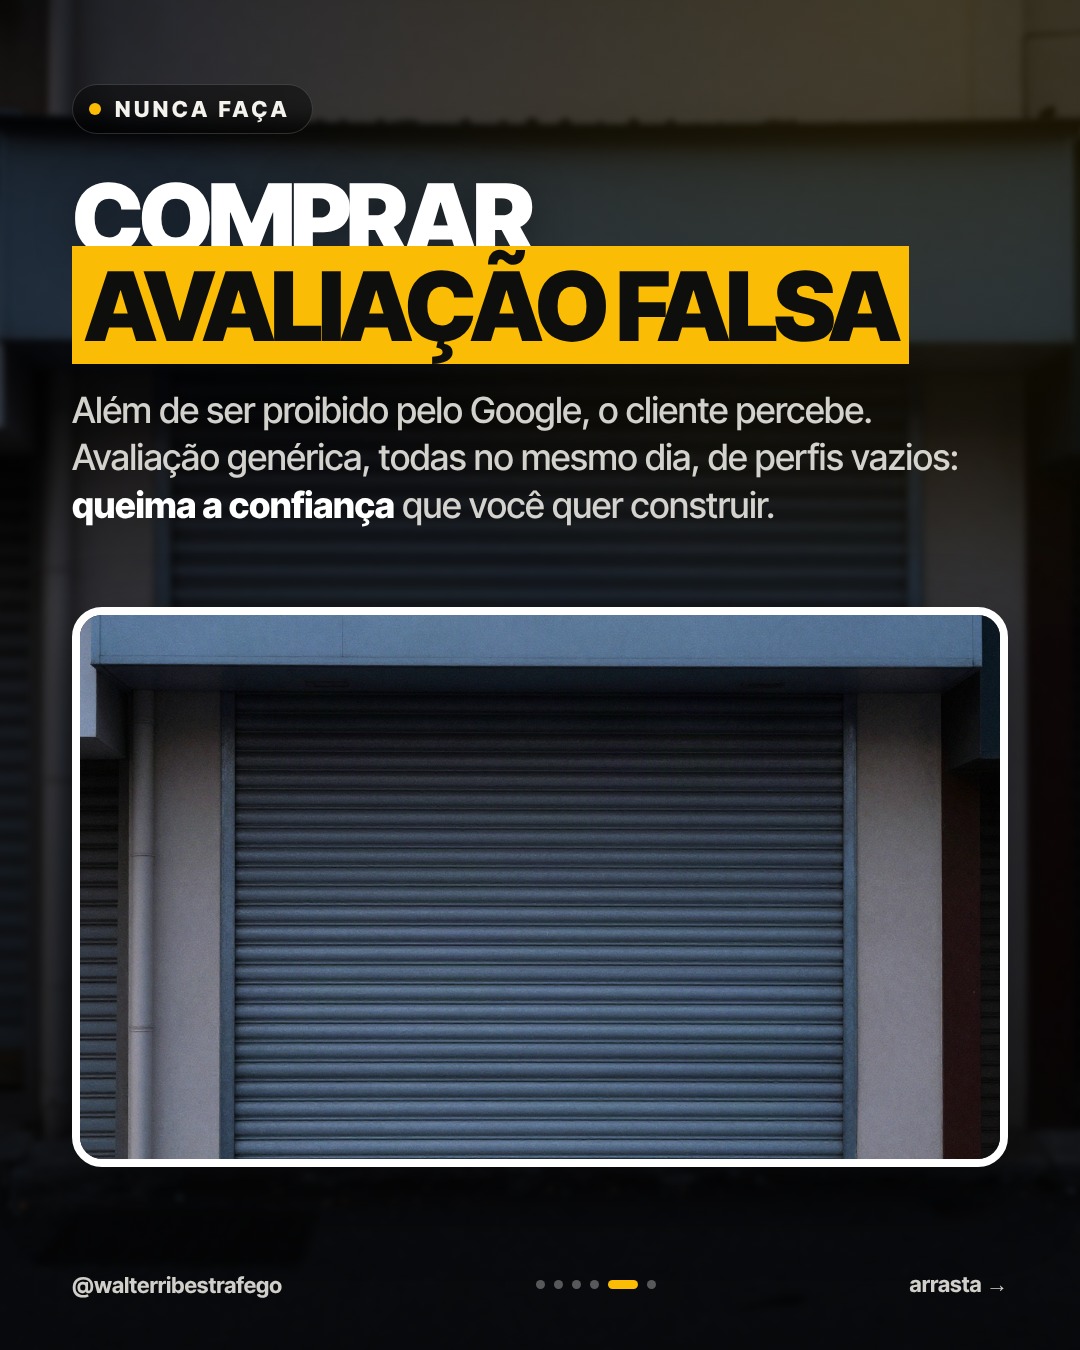 NUNCA FAÇA
COMPRAR
AVALIAÇÃO FALSA
Além de ser proibido pelo Google, o cliente percebe.
Avaliação genérica, todas no mesmo dia, de perfis vazios:
queima a confiança que você quer construir.
@walterribestrafego
arrasta →